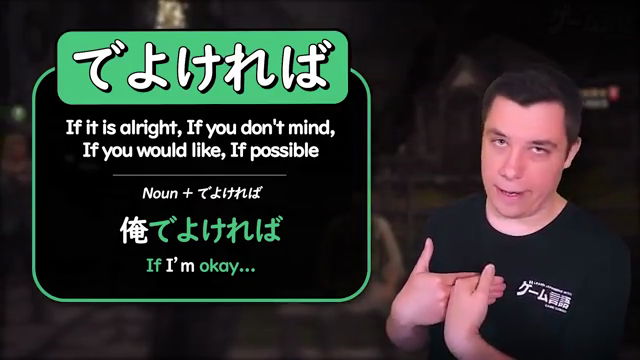 でよければ
If it is alright, If you don't mind,
If you would like, If possible
Noun + でよければ
俺でよければ
If I'm okay...
ゲーム言語